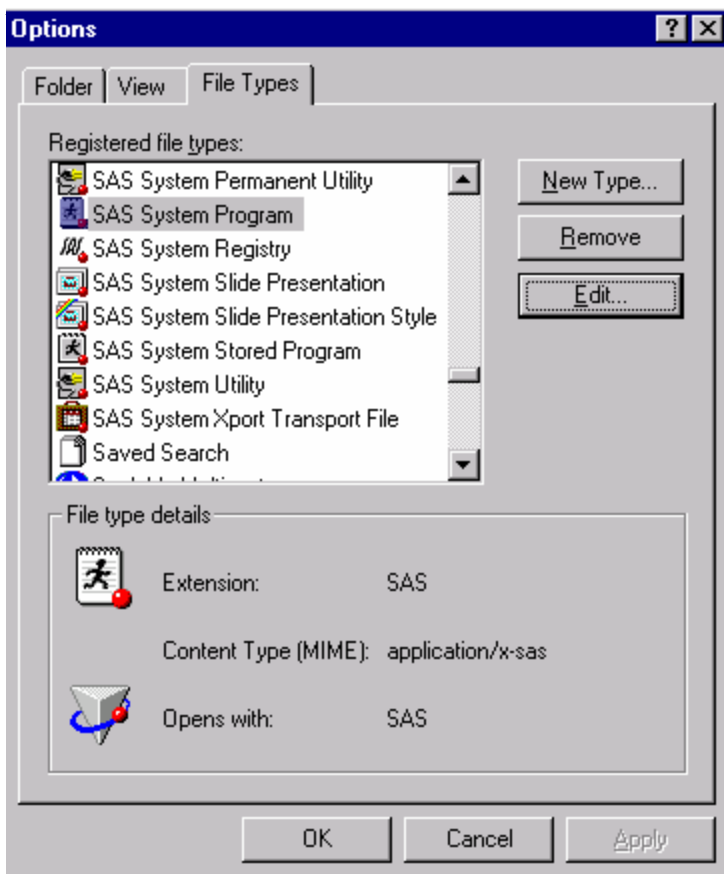 Options
Folder View File Types
Registered file types:
SAS System Permanent Utility
SAS System Program
SAS System Registry
SAS System Slide Presentation
SAS System Slide Presentation Style
SAS System Stored Program
SAS System Utility
SAS System Xport Transport File
Saved Search
New Type...
Remove
Edit...
File type details
Extension: SAS
Content Type (MIME): application/x-sas
Opens with: SAS
OK Cancel Apply